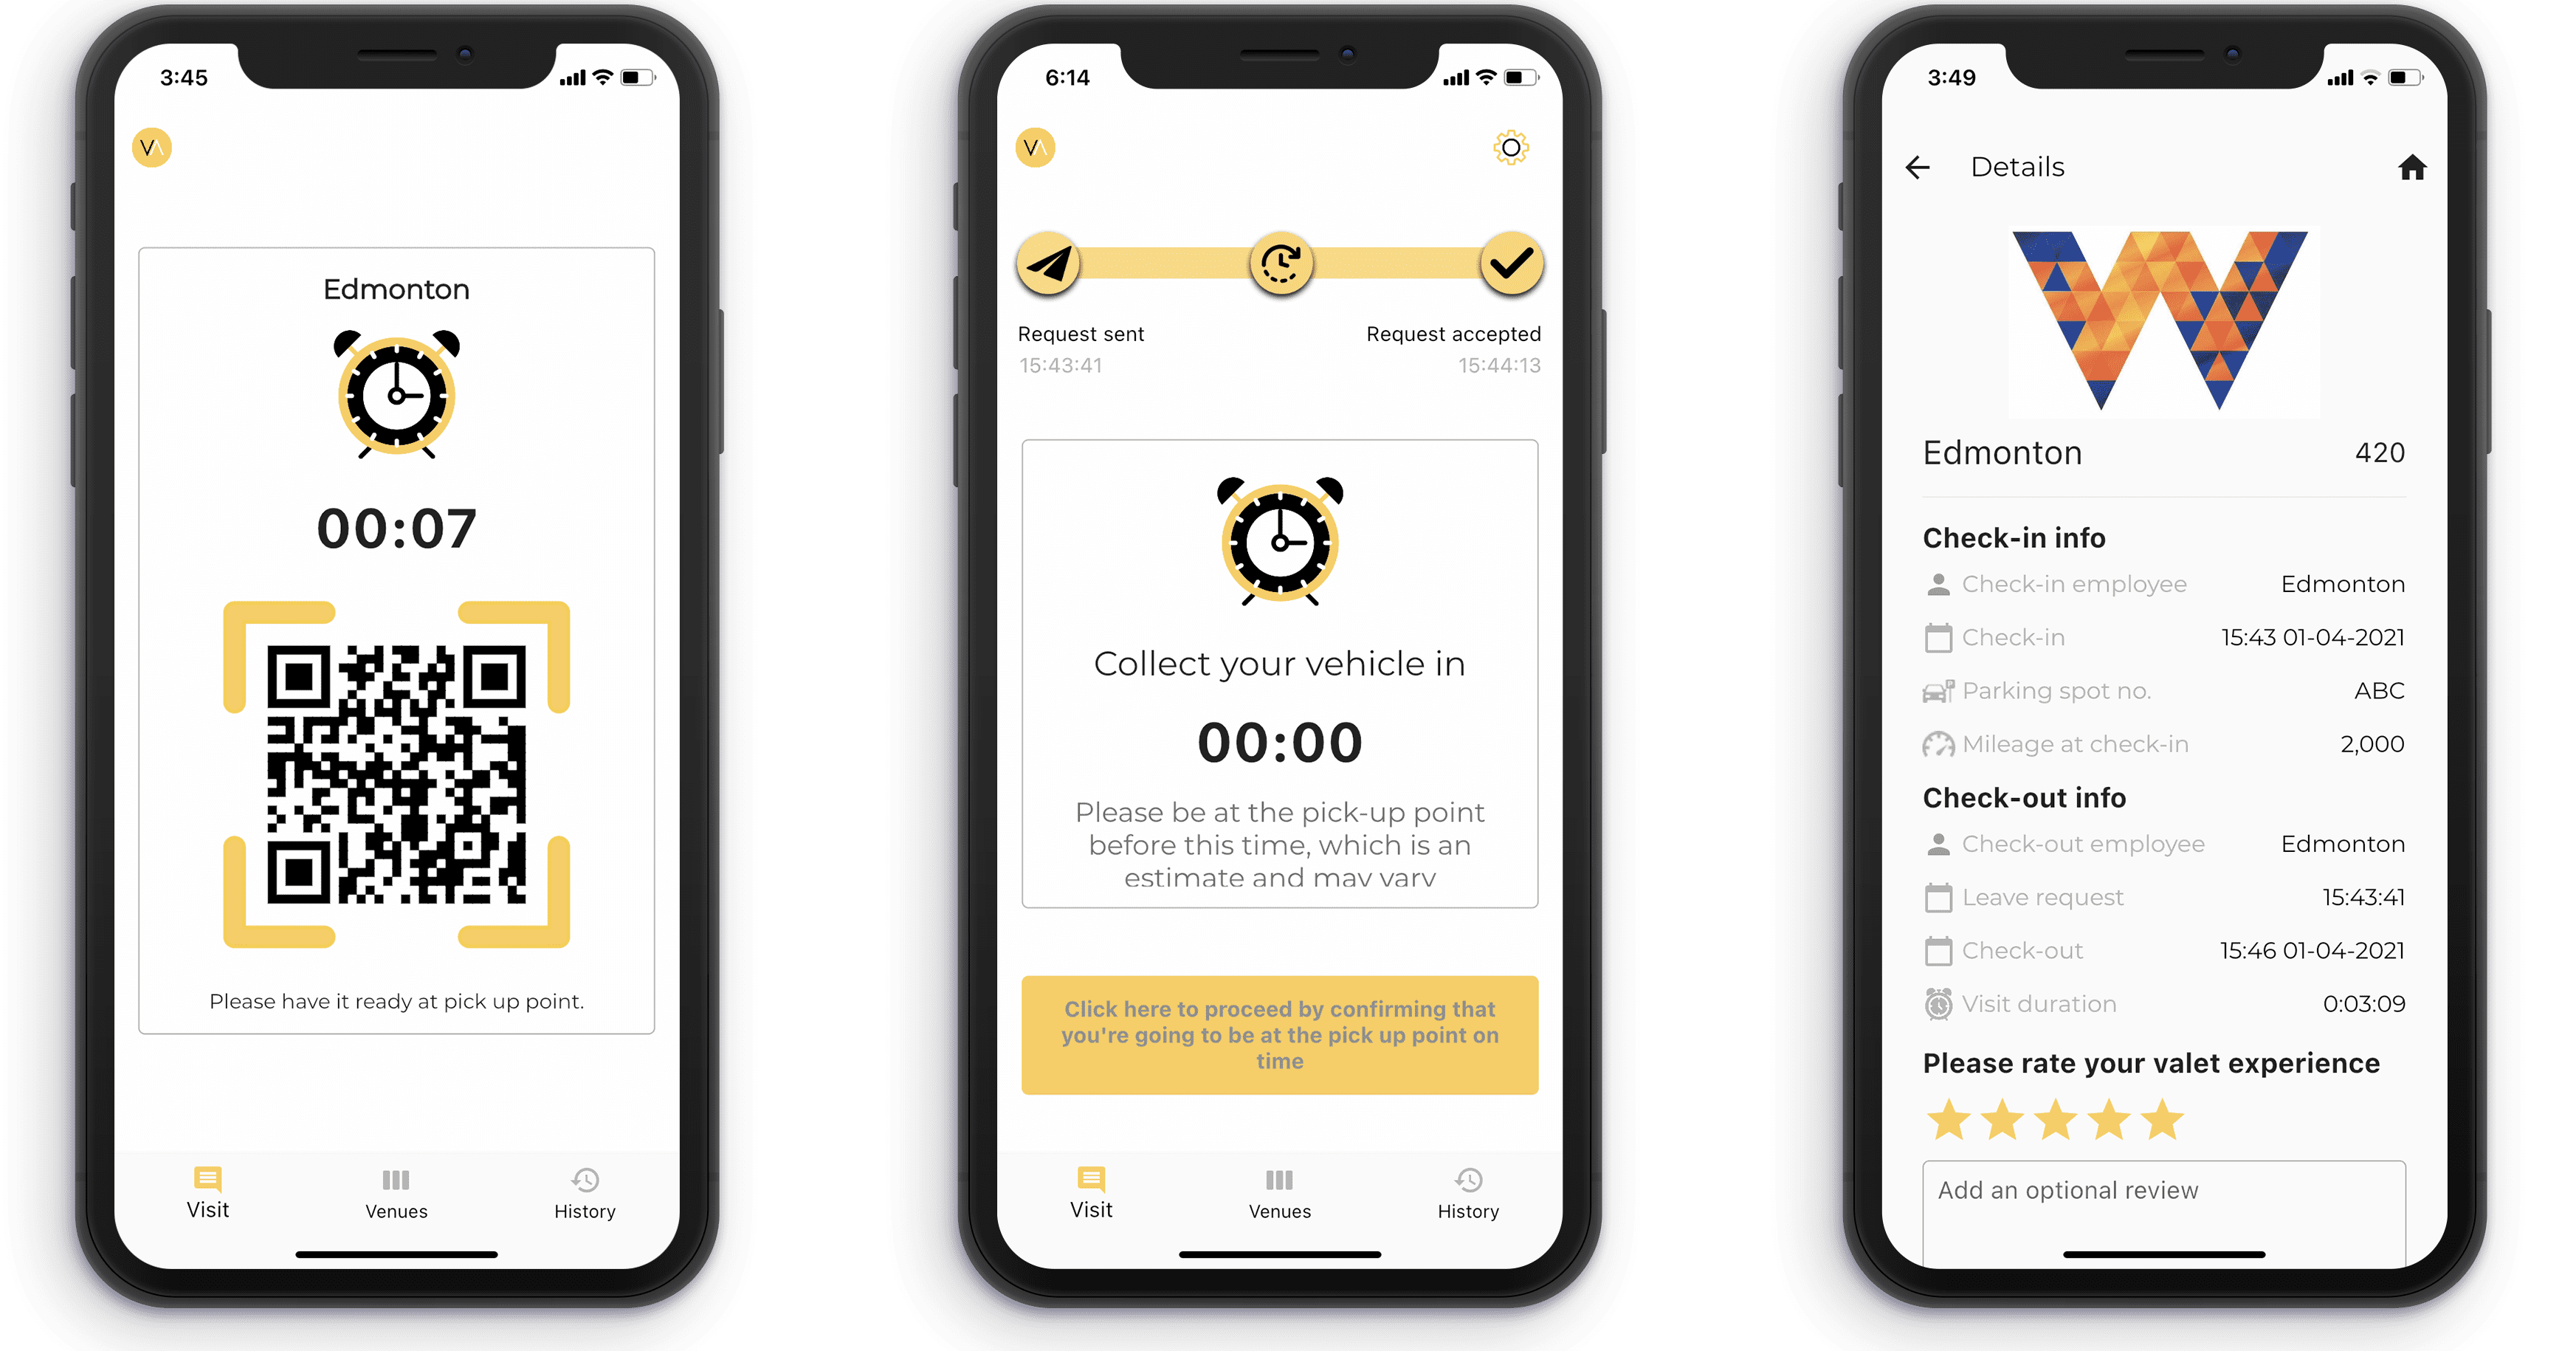 3:45
VA
Edmonton
00:07
Please have it ready at pick up point.
Visit
Venues
History
6:14
VA
Request sent
Request accepted
15:43:41
15:44:13
Collect your vehicle in
00:00
Please be at the pick-up point
before this time, which is an
estimate and may vary
Click here to proceed by confirming that
you're going to be at the pick up point on
time
Visit
Venues
History
3:49
Details
W
Edmonton 420
Check-in info
Check-in employee Edmonton
Check-in 15:43 01-04-2021
Parking spot no. ABC
Mileage at check-in 2,000
Check-out info
Check-out employee Edmonton
Leave request 15:43:41
Check-out 15:46 01-04-2021
Visit duration 0:03:09
Please rate your valet experience
Add an optional review